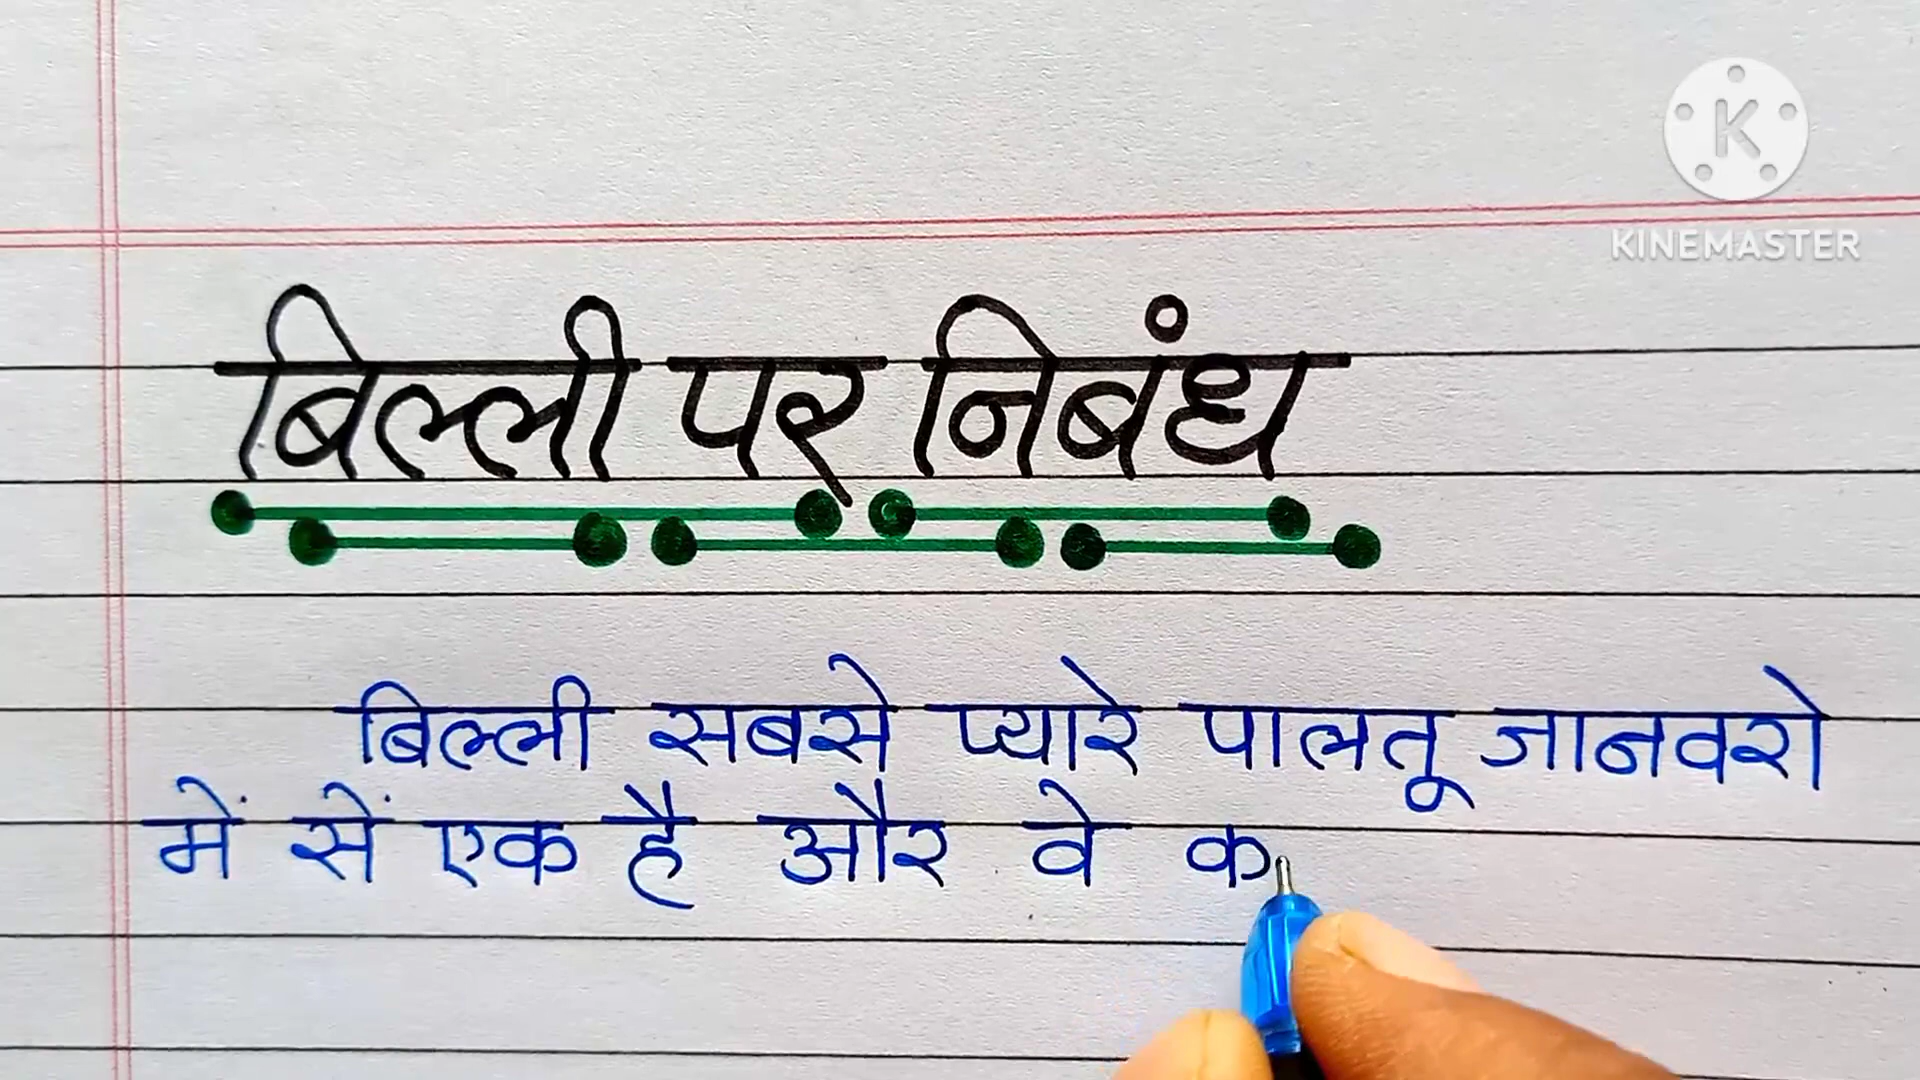 KINEMASTER
बिल्ली पर निबंध
बिल्ली सबसे प्यारे पालतू जानवरो
में सें एक है और वे क